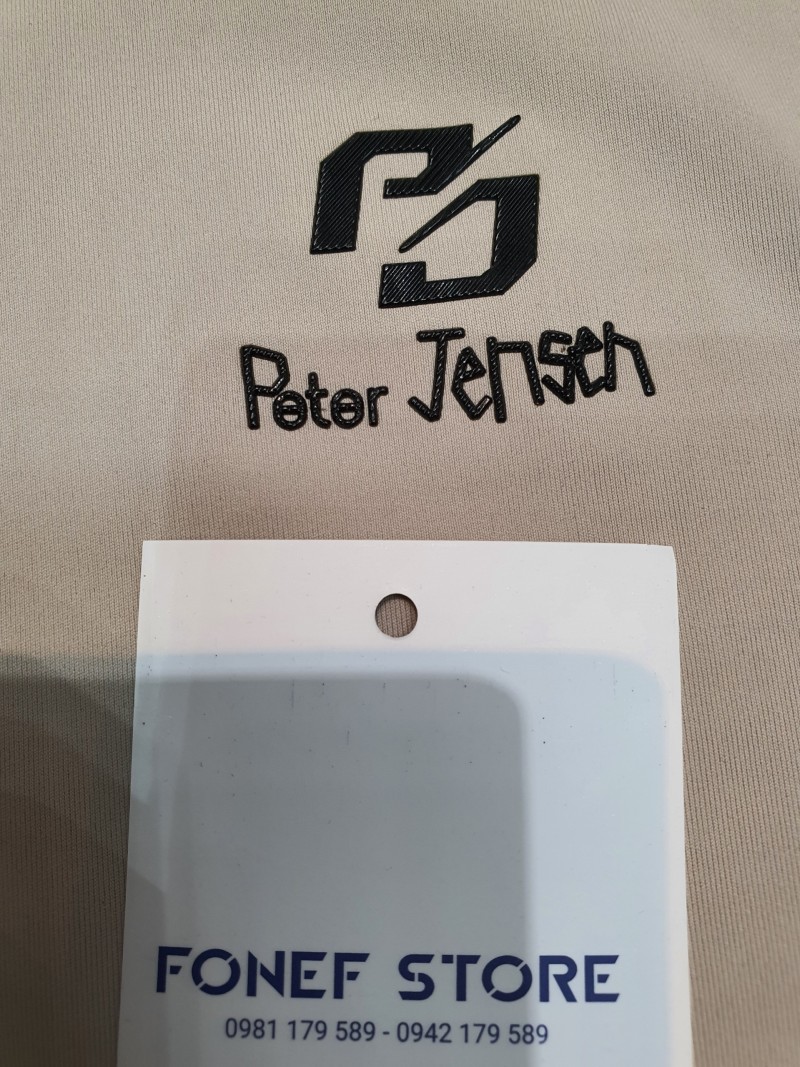 Peter Jensen
FONEF STORE
0981 179 589 - 0942 179 589